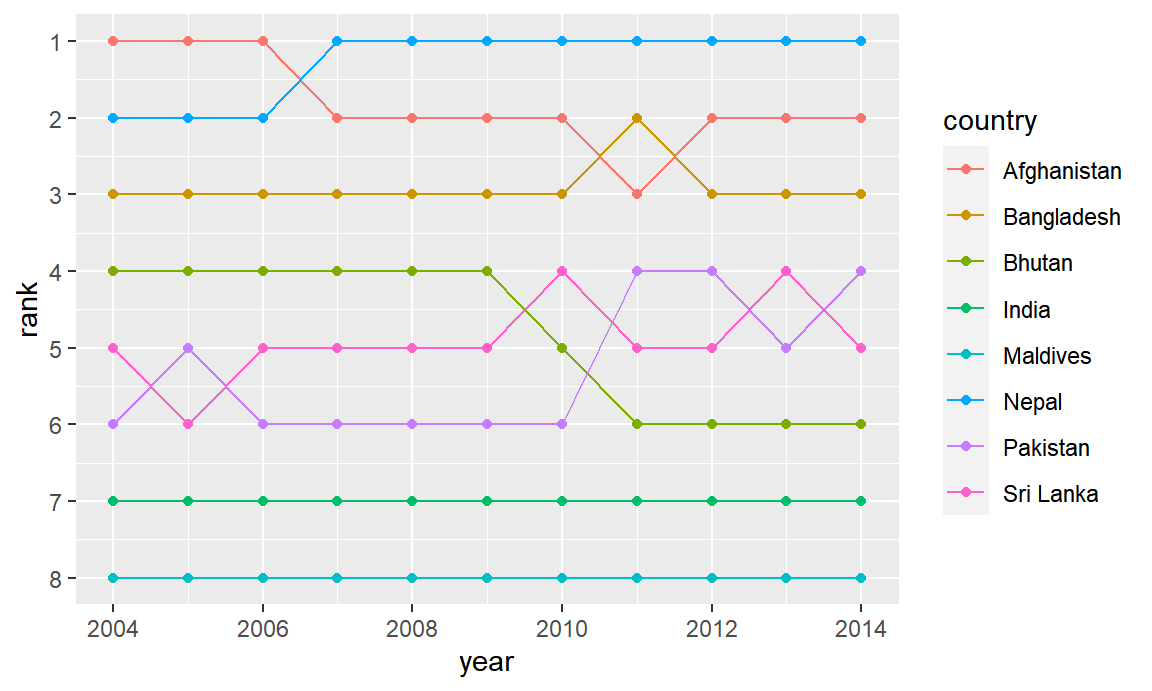 1
2
3
4
5
6
7
8
rank
2004 2006 2008 2010 2012 2014
year
country
Afghanistan
Bangladesh
Bhutan
India
Maldives
Nepal
Pakistan
Sri Lanka